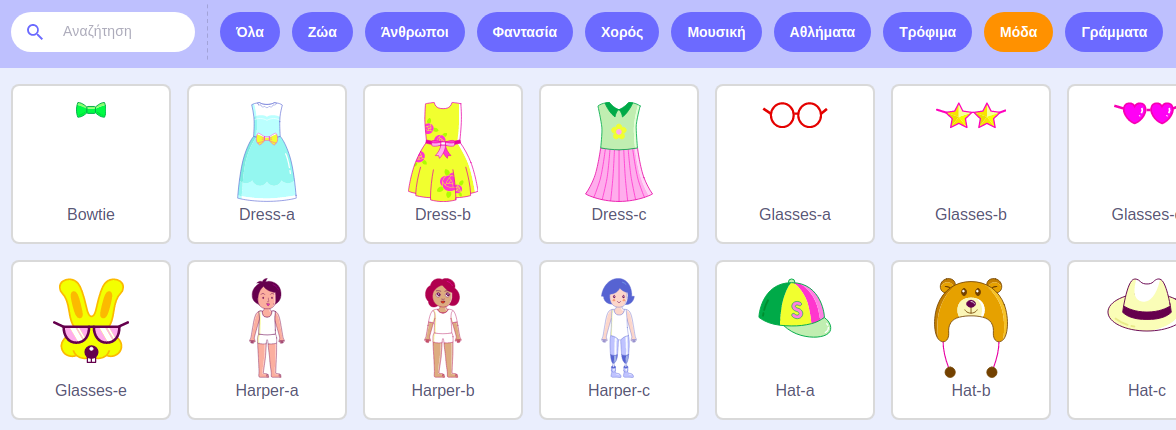 Αναζήτηση
Όλα Ζώα Άνθρωποι Φαντασία Χορός Μουσική Αθλήματα Τρόφιμα Μόδα Γράμματα
Bowtie Dress-a Dress-b Dress-c Glasses-a Glasses-b Glasses-
Glasses-e Harper-a Harper-b Harper-c Hat-a Hat-b Hat-c